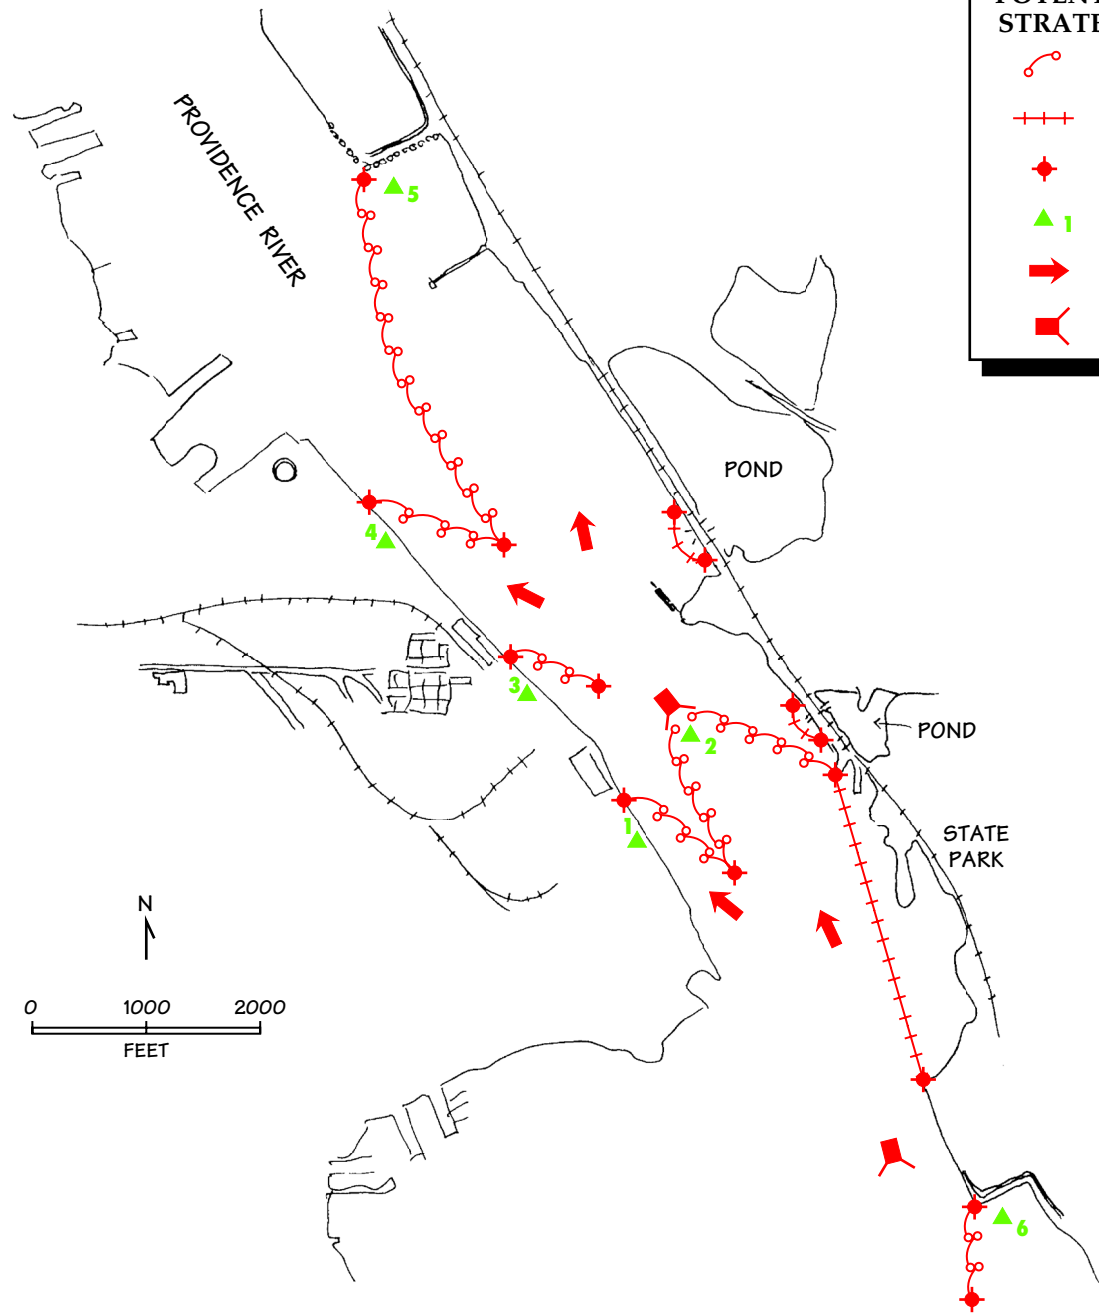 STRATE
1
PROVIDENCE RIVER
5
POND
4
3
2
POND
1
STATE
PARK
N
0 1000 2000
FEET
6